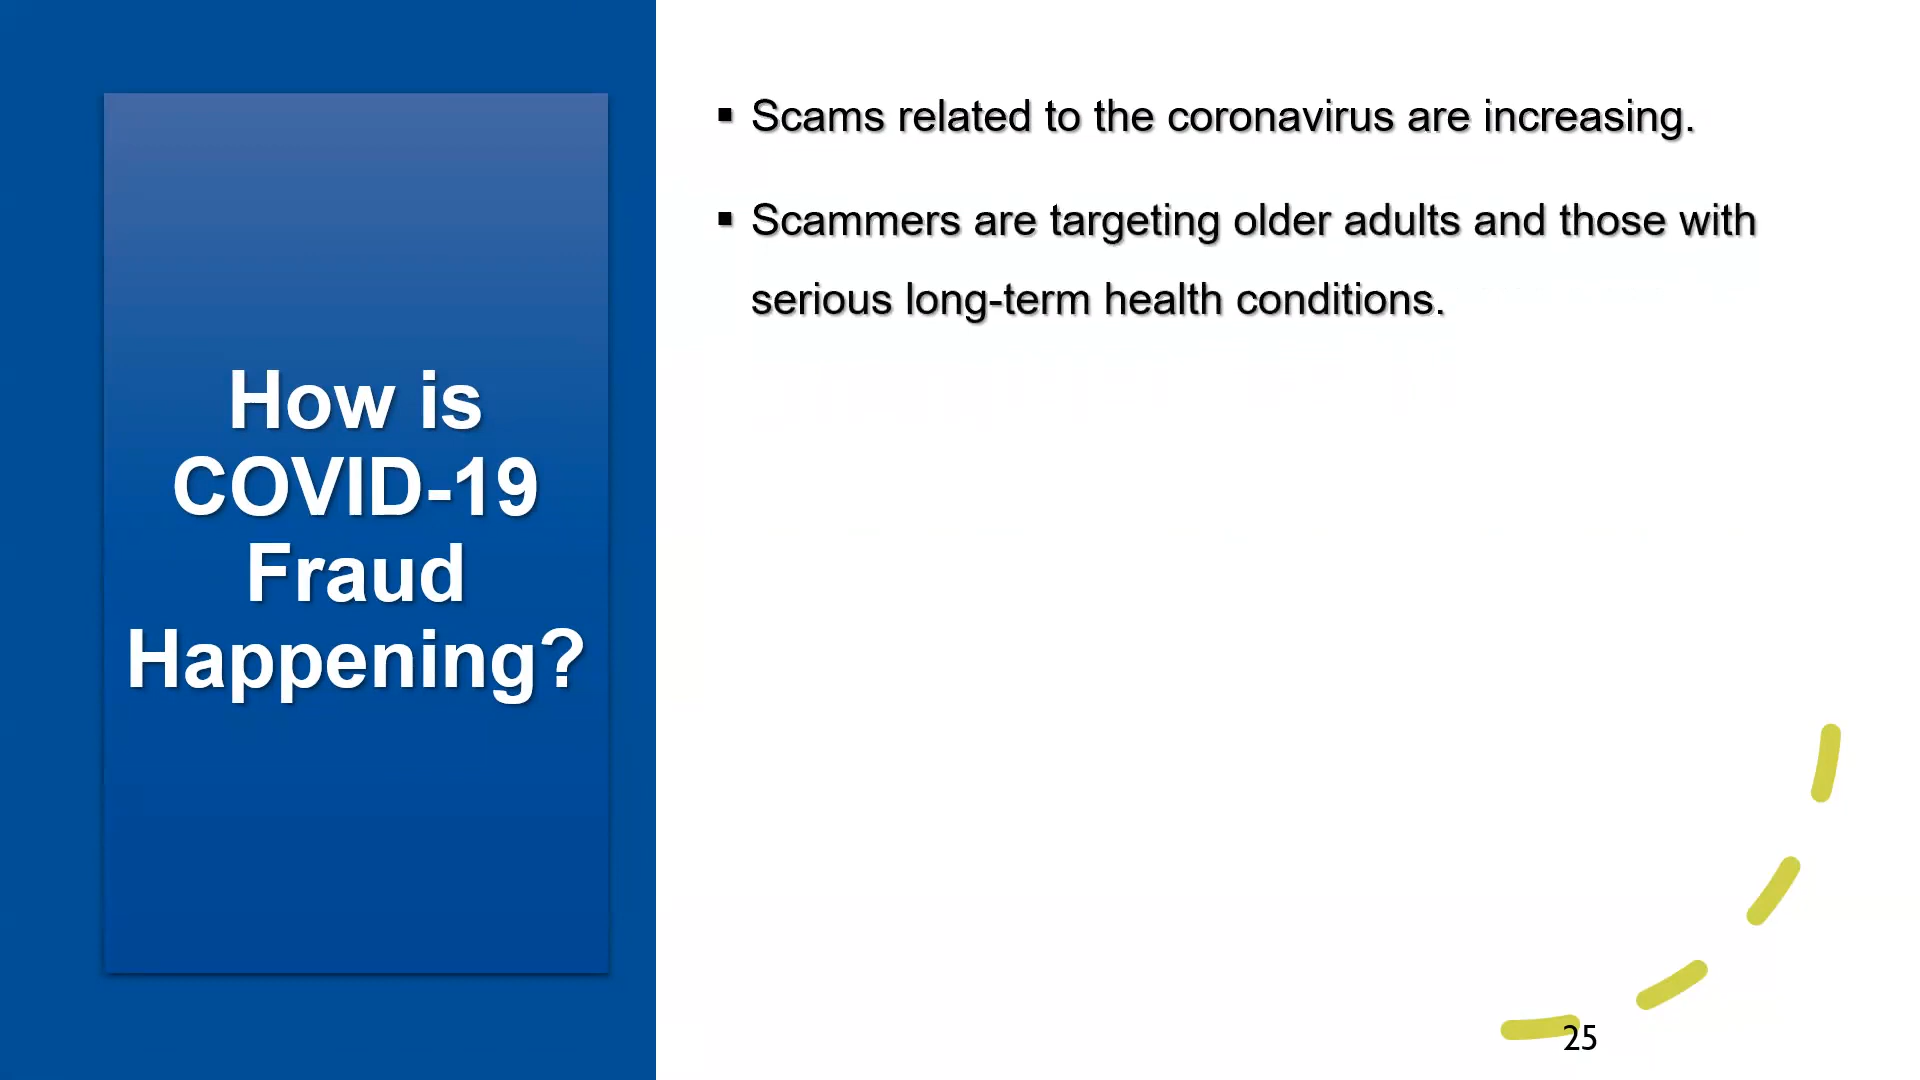 How is
COVID-19
Fraud
Happening?
▪ Scams related to the coronavirus are increasing.
▪ Scammers are targeting older adults and those with
serious long-term health conditions.
25